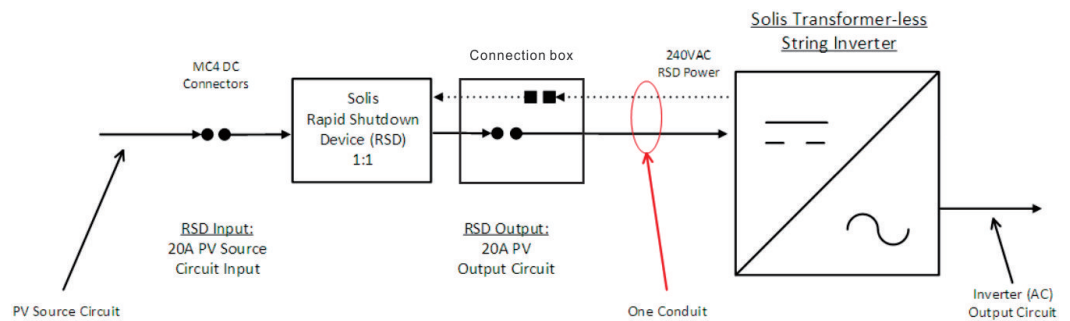 Solis Transformer-less
String Inverter
Connection box
240VAC
RSD Power
MC4 DC
Connectors
Solis
Rapid Shutdown
Device (RSD)
1:1
RSD Input:
20A PV Source
Circuit Input
RSD Output:
20A PV
Output Circuit
PV Source Circuit
One Conduit
Inverter (AC)
Output Circuit